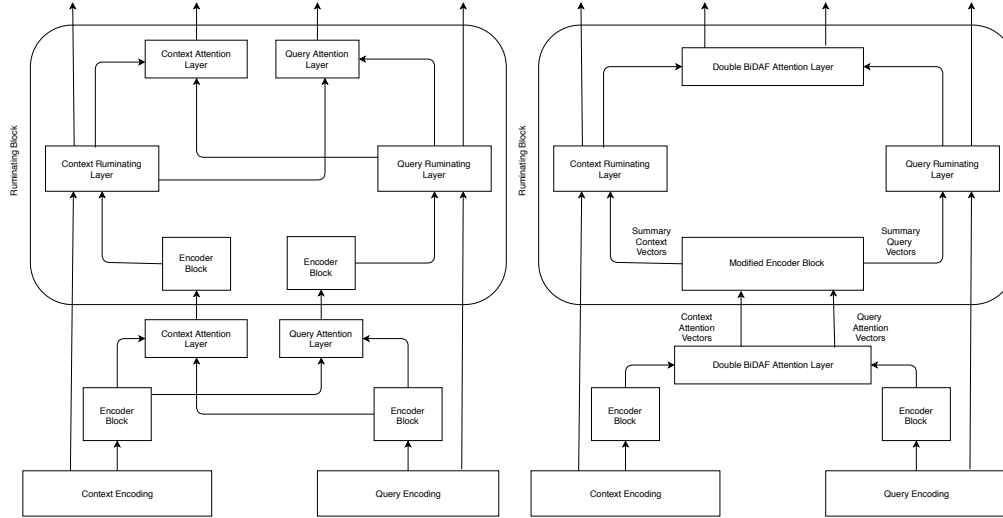 Ruminating Block
Context Attention
Layer
Query Attention
Layer
Context Ruminating
Layer
Query Ruminating
Layer
Encoder
Block
Encoder
Block
Context Attention
Layer
Query Attention
Layer
Encoder
Block
Encoder
Block
Context Encoding
Query Encoding
Ruminating Block
Double BiDAF Attention Layer
Context Ruminating
Layer
Query Ruminating
Layer
Summary
Context
Vectors
Summary
Query
Vectors
Modified Encoder Block
Context
Attention
Vectors
Query
Attention
Vectors
Double BiDAF Attention Layer
Encoder
Block
Encoder
Block
Context Encoding
Query Encoding